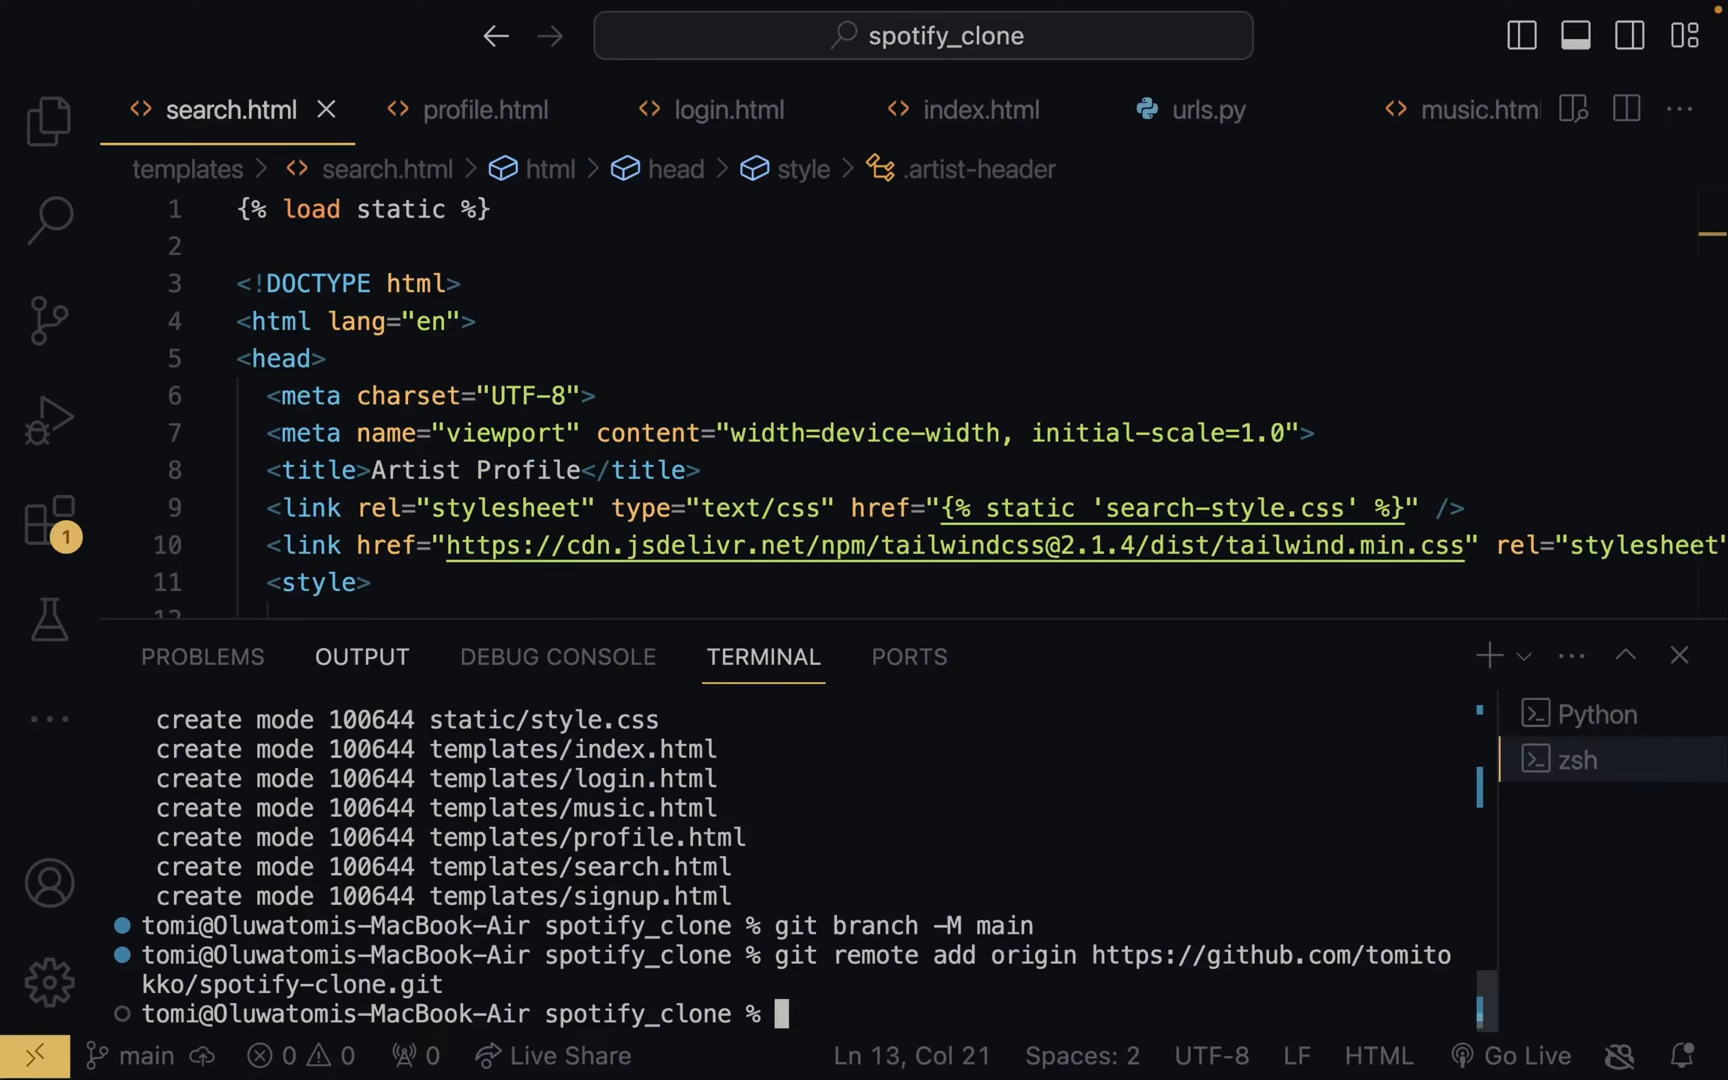 spotify_clone
search.html profile.html login.html index.html urls.py music.htm
templates > search.html > html > head > style > .artist-header
1 {% load static %}
2
3 <!DOCTYPE html>
4 <html lang="en">
5 <head>
6 <meta charset="UTF-8">
7 <meta name="viewport" content="width=device-width, initial-scale=1.0">
8 <title>Artist Profile</title>
9 <link rel="stylesheet" type="text/css" href="{% static 'search-style.css' %}" />
10 <link href="https://cdn.jsdelivr.net/npm/tailwindcss@2.1.4/dist/tailwind.min.css" rel="stylesheet"
11 <style>
12
PROBLEMS OUTPUT DEBUG CONSOLE TERMINAL PORTS
create mode 100644 static/style.css
create mode 100644 templates/index.html
create mode 100644 templates/login.html
create mode 100644 templates/music.html
create mode 100644 templates/profile.html
create mode 100644 templates/search.html
create mode 100644 templates/signup.html
tomi@Oluwatomis-MacBook-Air spotify_clone % git branch -M main
tomi@Oluwatomis-MacBook-Air spotify_clone % git remote add origin https://github.com/tomito
kko/spotify-clone.git
tomi@Oluwatomis-MacBook-Air spotify_clone %
Python
zsh
1
main 0 0 0 Live Share Ln 13, Col 21 Spaces: 2 UTF-8 LF HTML Go Live